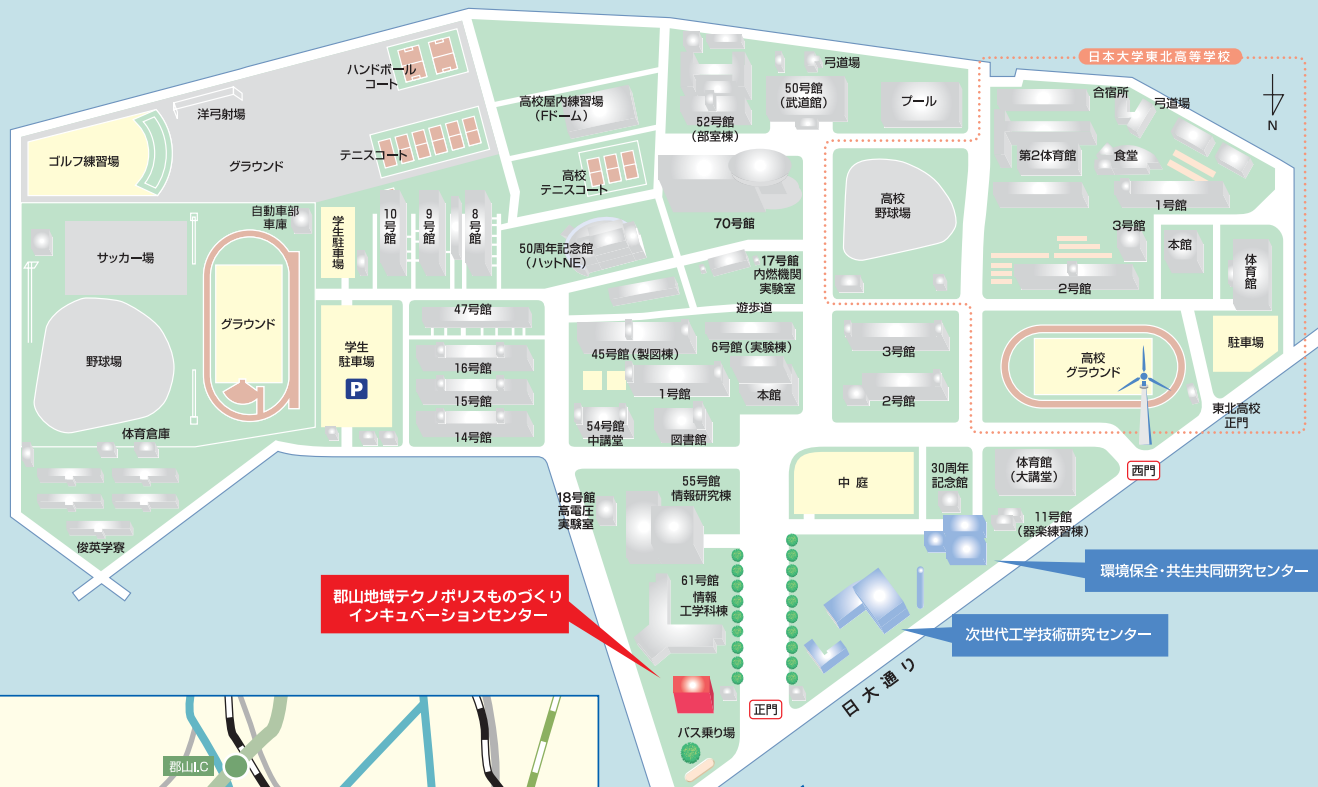 日本大学東北高等学校
N
ハンドボール
コート
洋弓射場
ゴルフ練習場
グラウンド
テニスコート
高校屋内練習場
(Fドーム)
52号館
(部室棟)
50号館
(武道館)
弓道場
プール
合宿所
弓道場
第2体育館
食堂
1号館
高校
テニスコート
高校
野球場
自動車部
車庫
学生駐車場
10号館
9号館
8号館
70号館
3号館
本館
体育館
サッカー場
50周年記念館
(ハットNE)
17号館
内燃機関
実験室
2号館
遊歩道
グラウンド
野球場
学生
駐車場
P
47号館
16号館
15号館
14号館
45号館(製図棟)
6号館(実験棟)
1号館
本館
54号館
中講堂
図書館
3号館
2号館
高校
グラウンド
駐車場
東北高校
正門
西門
体育倉庫
俊英学寮
18号館
高電圧
実験室
55号館
情報研究棟
中庭
30周年
記念館
体育館
(大講堂)
11号館
(器楽練習棟)
環境保全・共生共同研究センター
61号館
情報
工学科棟
郡山地域テクノポリスものづくり
インキュベーションセンター
次世代工学技術研究センター
日大通り
正門
バス乗り場
郡山I.C